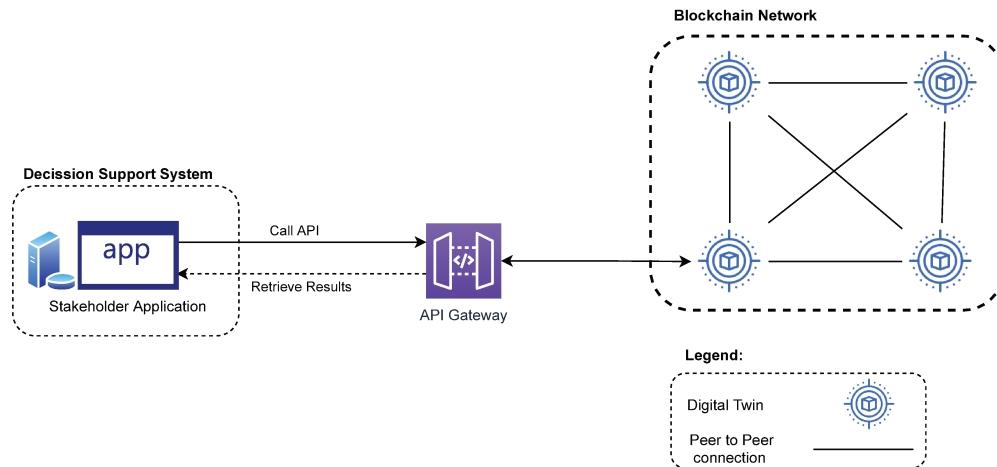 Blockchain Network
Decission Support System
app
Call API
Retrieve Results
Stakeholder Application
</>
API Gateway
Legend:
Digital Twin
Peer to Peer
connection